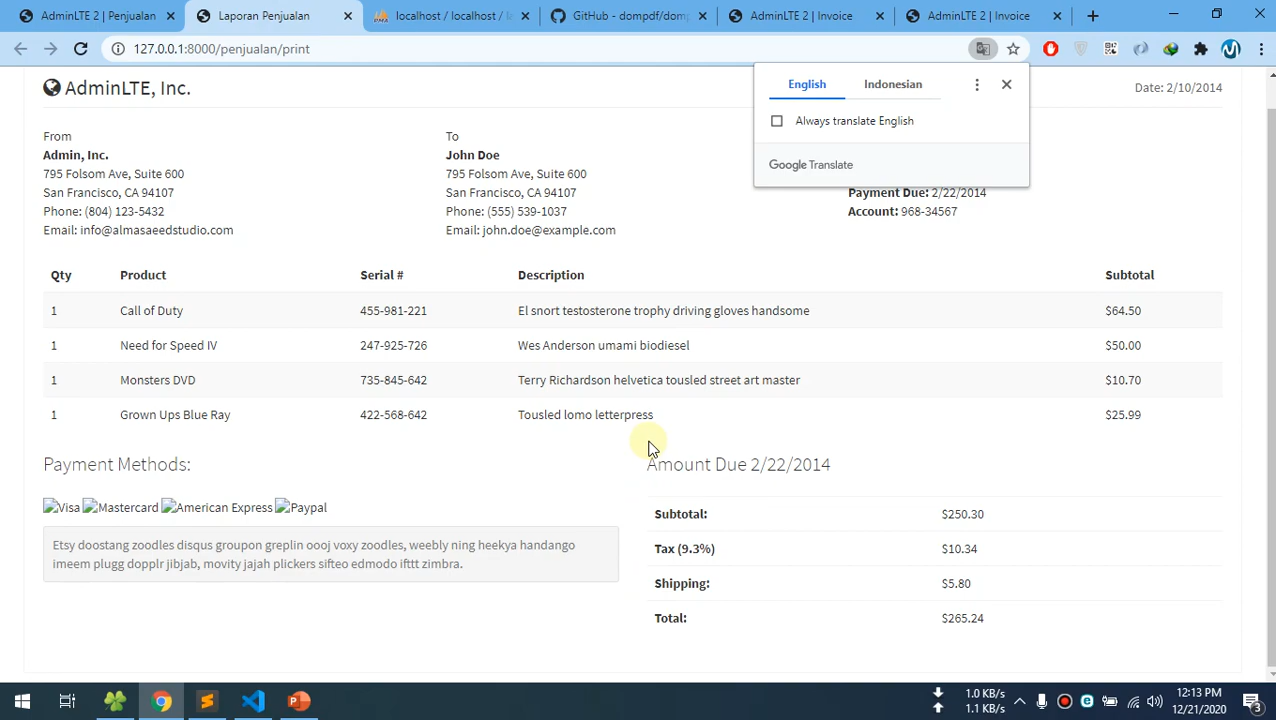 AdminLTE 2 | Penjualan
Laporan Penjualan
localhost / localhost / l
GitHub - dompdf/domp
AdminLTE 2 | Invoice
AdminLTE 2 | Invoice
127.0.0.1:8000/penjualan/print
English
Indonesian
Always translate English
Google Translate
AdminLTE, Inc.
Date: 2/10/2014
From
Admin, Inc.
795 Folsom Ave, Suite 600
San Francisco, CA 94107
Phone: (804) 123-5432
Email: info@almasaeedstudio.com
To
John Doe
795 Folsom Ave, Suite 600
San Francisco, CA 94107
Phone: (555) 539-1037
Email: john.doe@example.com
Payment Due: 2/22/2014
Account: 968-34567
Qty Product Serial # Description Subtotal
1 Call of Duty 455-981-221 El snort testosterone trophy driving gloves handsome $64.50
1 Need for Speed IV 247-925-726 Wes Anderson umami biodiesel $50.00
1 Monsters DVD 735-845-642 Terry Richardson helvetica tousled street art master $10.70
1 Grown Ups Blue Ray 422-568-642 Tousled lomo letterpress $25.99
Payment Methods:
Visa Mastercard American Express Paypal
Etsy doostang zoodles disqus groupon greplin oooj voxy zoodles, weebly ning heekya handango
imeem plugg dopplr jibjab, movity jajah plickers sifteo edmodo ifttt zimbra.
Amount Due 2/22/2014
Subtotal: $250.30
Tax (9.3%) $10.34
Shipping: $5.80
Total: $265.24
1.0 KB/s
1.1 KB/s
12:13 PM
12/21/2020
3